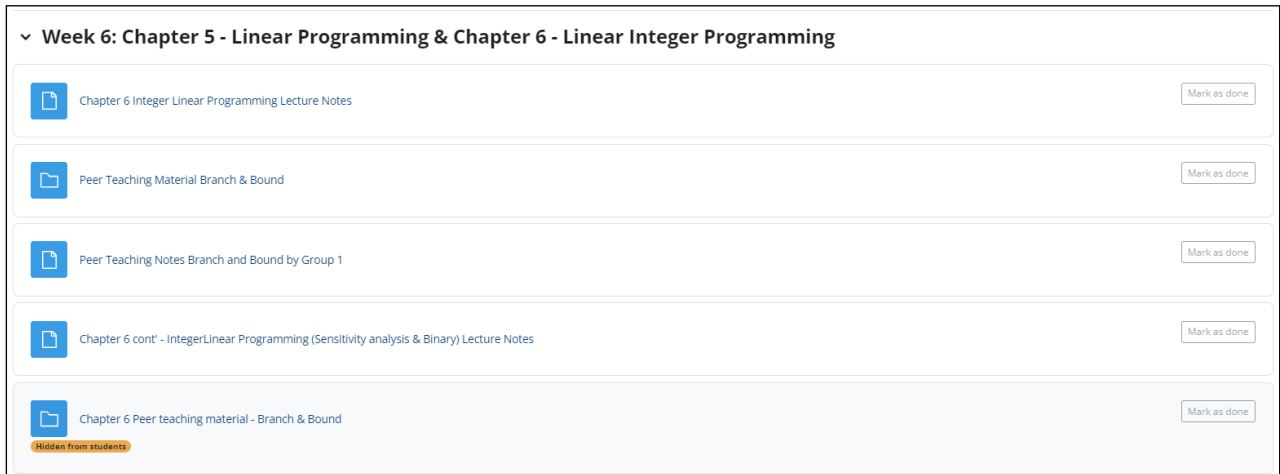 Week 6: Chapter 5 - Linear Programming & Chapter 6 - Linear Integer Programming
Chapter 6 Integer Linear Programming Lecture Notes
Mark as done
Peer Teaching Material Branch & Bound
Mark as done
Peer Teaching Notes Branch and Bound by Group 1
Mark as done
Chapter 6 cont' - IntegerLinear Programming (Sensitivity analysis & Binary) Lecture Notes
Mark as done
Chapter 6 Peer teaching material - Branch & Bound
Mark as done
Hidden from students